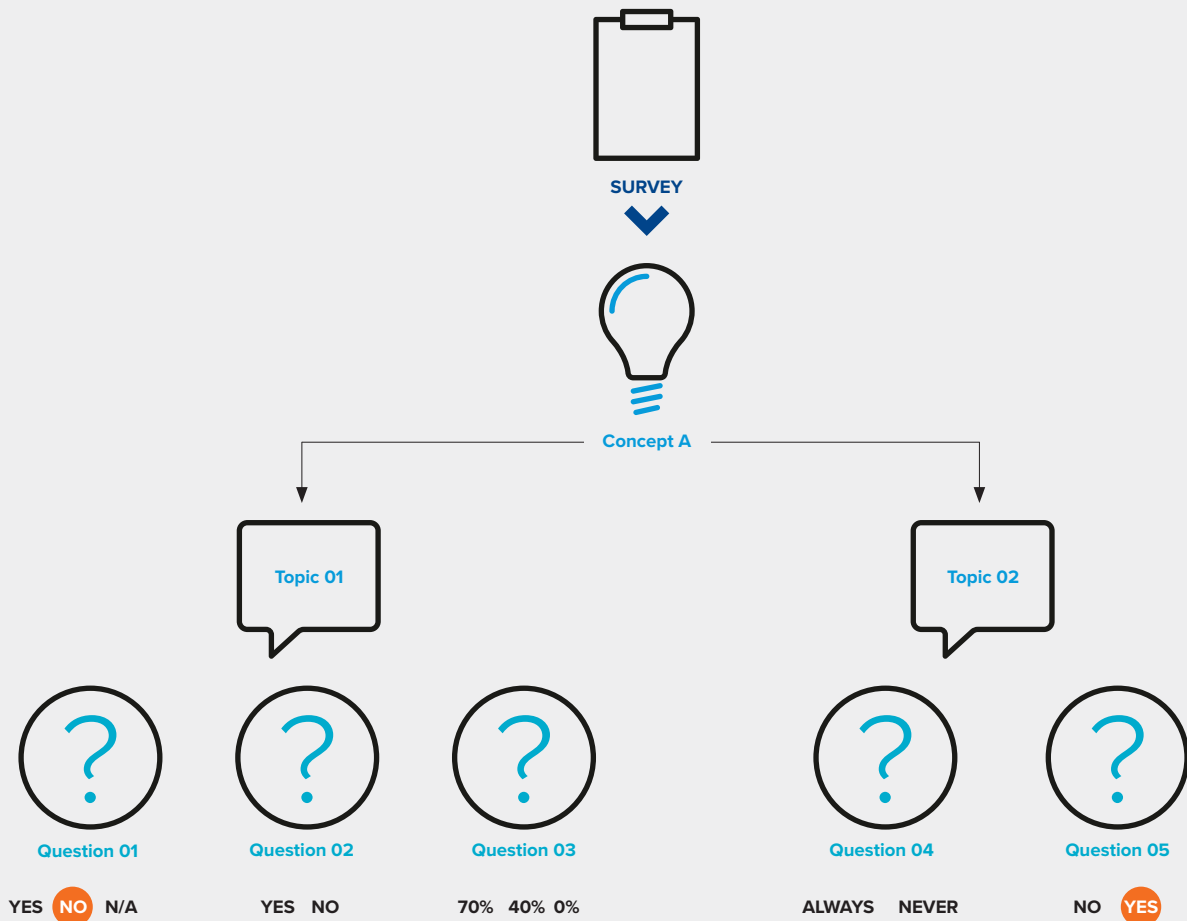 SURVEY
Concept A
Topic 01
Topic 02
Question 01
Question 02
Question 03
Question 04
Question 05
YES NO N/A
YES NO
70% 40% 0%
ALWAYS NEVER
NO YES